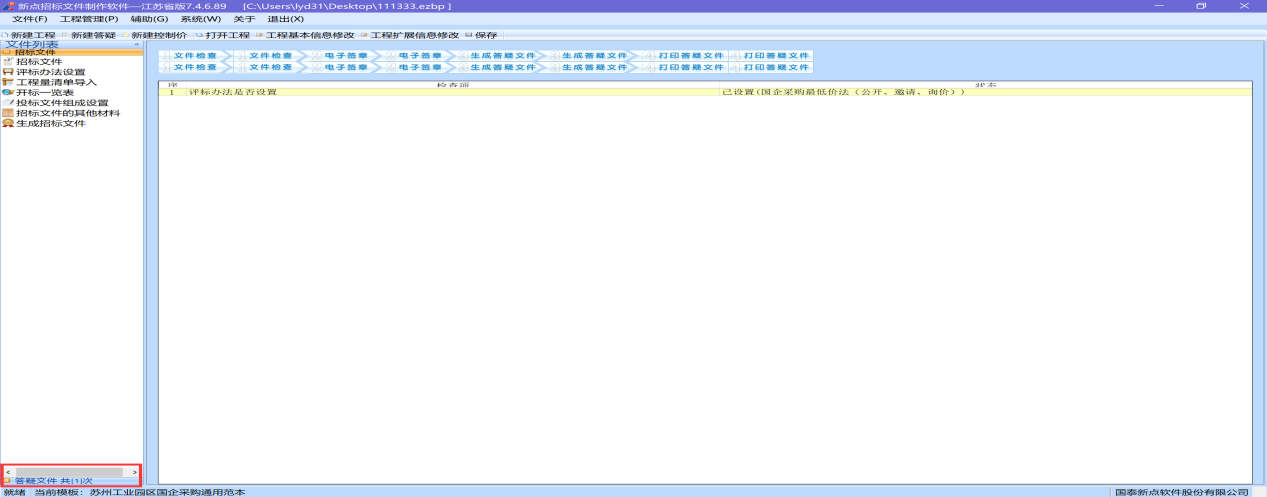 新点招标文件制作软件—江苏省版7.4.6.89 [C:\Users\lyd31\Desktop\111333.ezbp ]
文件(F) 工程管理(P) 辅助(G) 系统(W) 关于 退出(X)
新建工程 新建答疑 新建控制价 打开工程 工程基本信息修改 工程扩展信息修改 保存
文件列表
招标文件
招标文件
评标办法设置
工程量清单导入
开标一览表
投标文件组成设置
招标文件的其他材料
生成招标文件
答疑文件 共(1)次
文件检查 文件检查 电子签章 电子签章 生成答疑文件 生成答疑文件 打印答疑文件 打印答疑文件
文件检查 文件检查 电子签章 电子签章 生成答疑文件 生成答疑文件 打印答疑文件 打印答疑文件
序 检查项 状态
1 评标办法是否设置 已设置(国企采购最低价法（公开、邀请、询价）)
就绪 当前模板：苏州工业园区国企采购通用范本 国泰新点软件股份有限公司